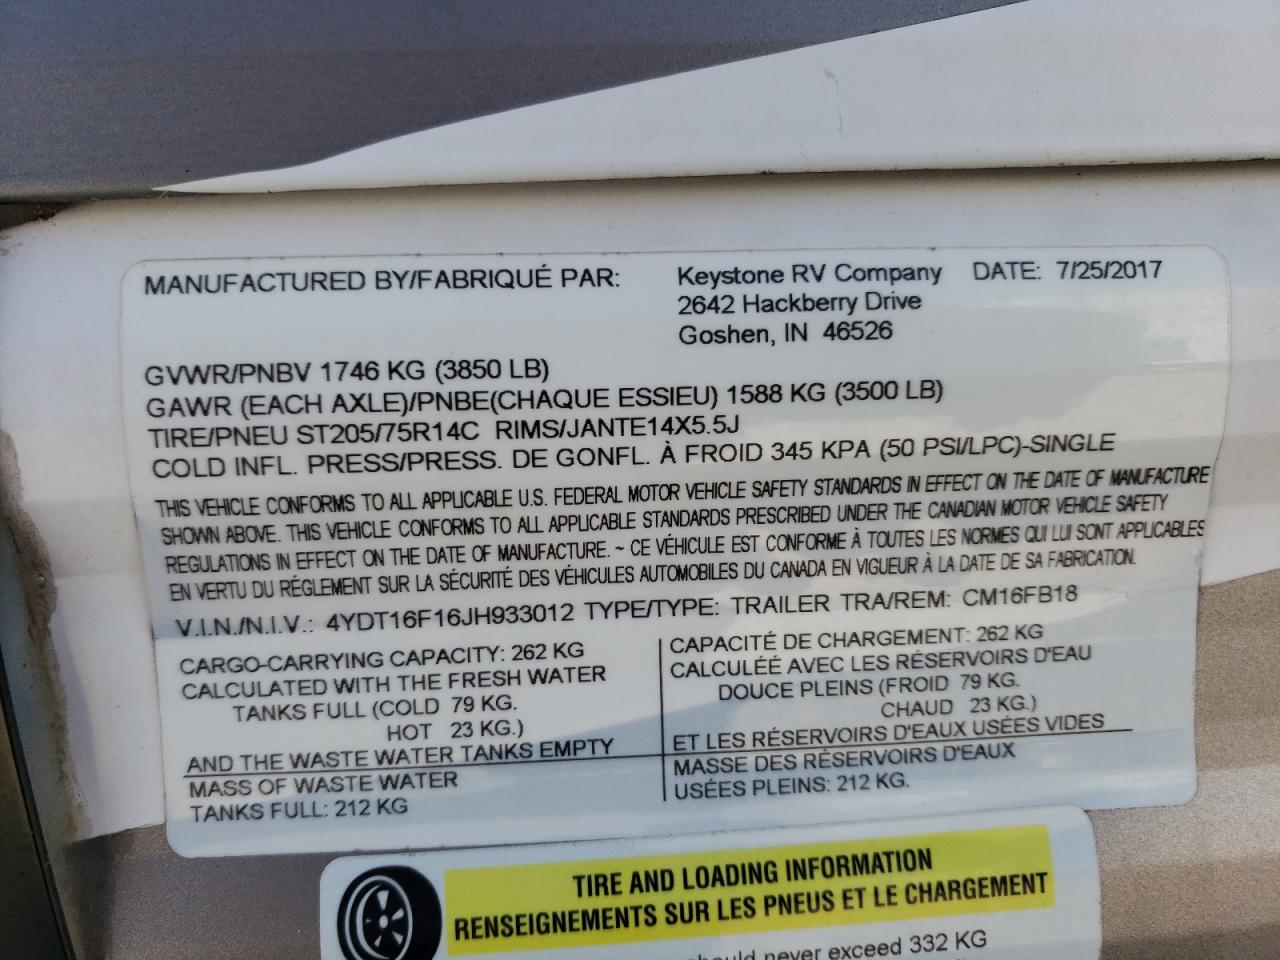 MANUFACTURED BY/FABRIQUÉ PAR: Keystone RV Company DATE: 7/25/2017
2642 Hackberry Drive
Goshen, IN 46526
GVWR/PNBV 1746 KG (3850 LB)
GAWR (EACH AXLE)/PNBE(CHAQUE ESSIEU) 1588 KG (3500 LB)
TIRE/PNEU ST205/75R14C RIMS/JANTE14X5.5J
COLD INFL. PRESS/PRESS. DE GONFL. À FROID 345 KPA (50 PSI/LPC)-SINGLE
THIS VEHICLE CONFORMS TO ALL APPLICABLE U.S. FEDERAL MOTOR VEHICLE SAFETY STANDARDS IN EFFECT ON THE DATE OF MANUFACTURE
SHOWN ABOVE. THIS VEHICLE CONFORMS TO ALL APPLICABLE STANDARDS PRESCRIBED UNDER THE CANADIAN MOTOR VEHICLE SAFETY
REGULATIONS IN EFFECT ON THE DATE OF MANUFACTURE. ~ CE VÉHICULE EST CONFORME À TOUTES LES NORMES QUI LUI SONT APPLICABLES
EN VERTU DU RÉGLEMENT SUR LA SÉCURITÉ DES VÉHICULES AUTOMOBILES DU CANADA EN VIGUEUR À LA DATE DE SA FABRICATION.
V.I.N./N.I.V.: 4YDT16F16JH933012 TYPE/TYPE: TRAILER TRA/REM: CM16FB18
CARGO-CARRYING CAPACITY: 262 KG
CALCULATED WITH THE FRESH WATER
TANKS FULL (COLD 79 KG.
HOT 23 KG.)
AND THE WASTE WATER TANKS EMPTY
MASS OF WASTE WATER
TANKS FULL: 212 KG
CAPACITÉ DE CHARGEMENT: 262 KG
CALCULÉE AVEC LES RÉSERVOIRS D'EAU
DOUCE PLEINS (FROID 79 KG.
CHAUD 23 KG.)
ET LES RÉSERVOIRS D'EAUX USÉES VIDES
MASSE DES RÉSERVOIRS D'EAUX
USÉES PLEINS: 212 KG.
TIRE AND LOADING INFORMATION
RENSEIGNEMENTS SUR LES PNEUS ET LE CHARGEMENT
should never exceed 332 KG